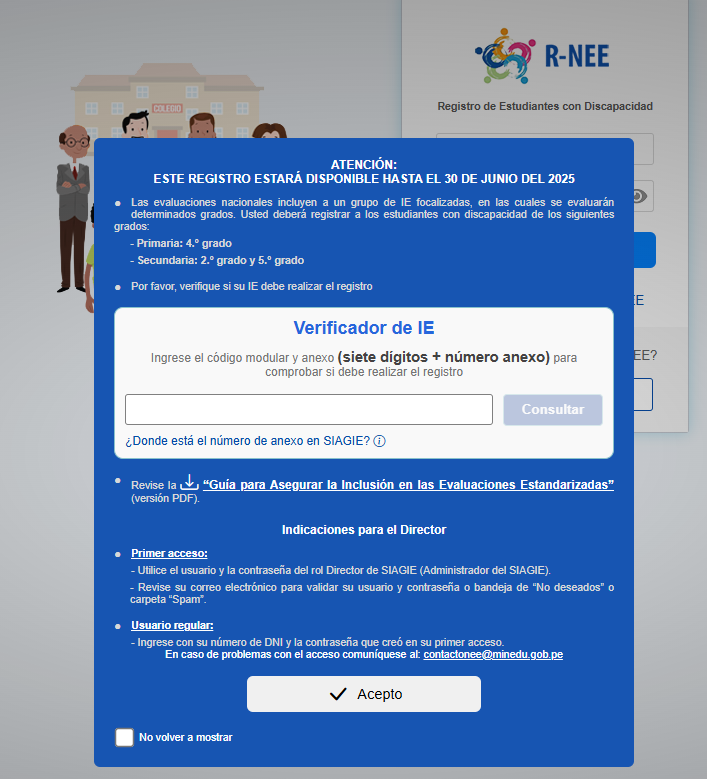 R-NEE
COLEGIO
Registro de Estudiantes con Discapacidad
ATENCIÓN:
ESTE REGISTRO ESTARÁ DISPONIBLE HASTA EL 30 DE JUNIO DEL 2025
• Las evaluaciones nacionales incluyen a un grupo de IE focalizadas, en las cuales se evaluarán
determinados grados. Usted deberá registrar a los estudiantes con discapacidad de los siguientes
grados:
- Primaria: 4.º grado
- Secundaria: 2.º grado y 5.º grado
• Por favor, verifique si su IE debe realizar el registro
EE
Verificador de IE
Ingrese el código modular y anexo (siete dígitos + número anexo) para
comprobar si debe realizar el registro
EE?
Consultar
¿Donde está el número de anexo en SIAGIE?
• Revise la “Guía para Asegurar la Inclusión en las Evaluaciones Estandarizadas”
(versión PDF).
Indicaciones para el Director
• Primer acceso:
- Utilice el usuario y la contraseña del rol Director de SIAGIE (Administrador del SIAGIE).
- Revise su correo electrónico para validar su usuario y contraseña o bandeja de “No deseados” o
carpeta “Spam”.
• Usuario regular:
- Ingrese con su número de DNI y la contraseña que creó en su primer acceso.
En caso de problemas con el acceso comuníquese al: contactonee@minedu.gob.pe
Acepto
No volver a mostrar